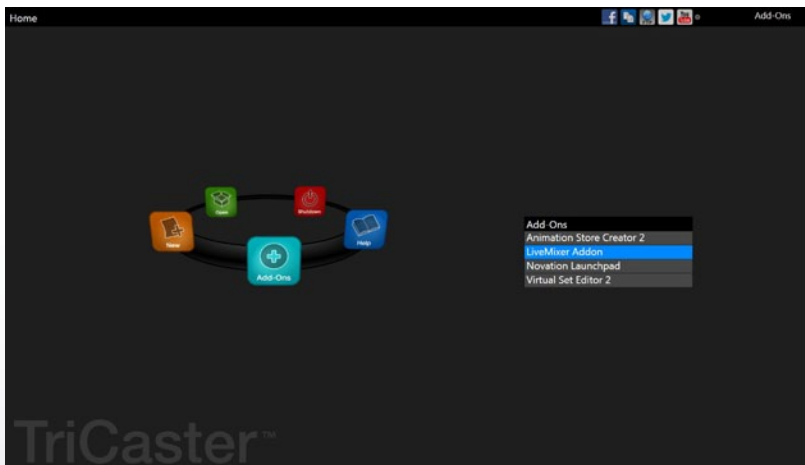 Home
Add-Ons
Open
Shutdown
New
Help
Add-Ons
Add-Ons
Animation Store Creator 2
LiveMixer Addon
Novation Launchpad
Virtual Set Editor 2
TriCaster™